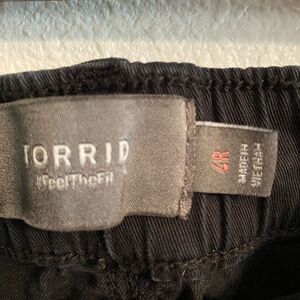 TORRID
#FeelTheFit
4R
MADE IN
VIETNAM